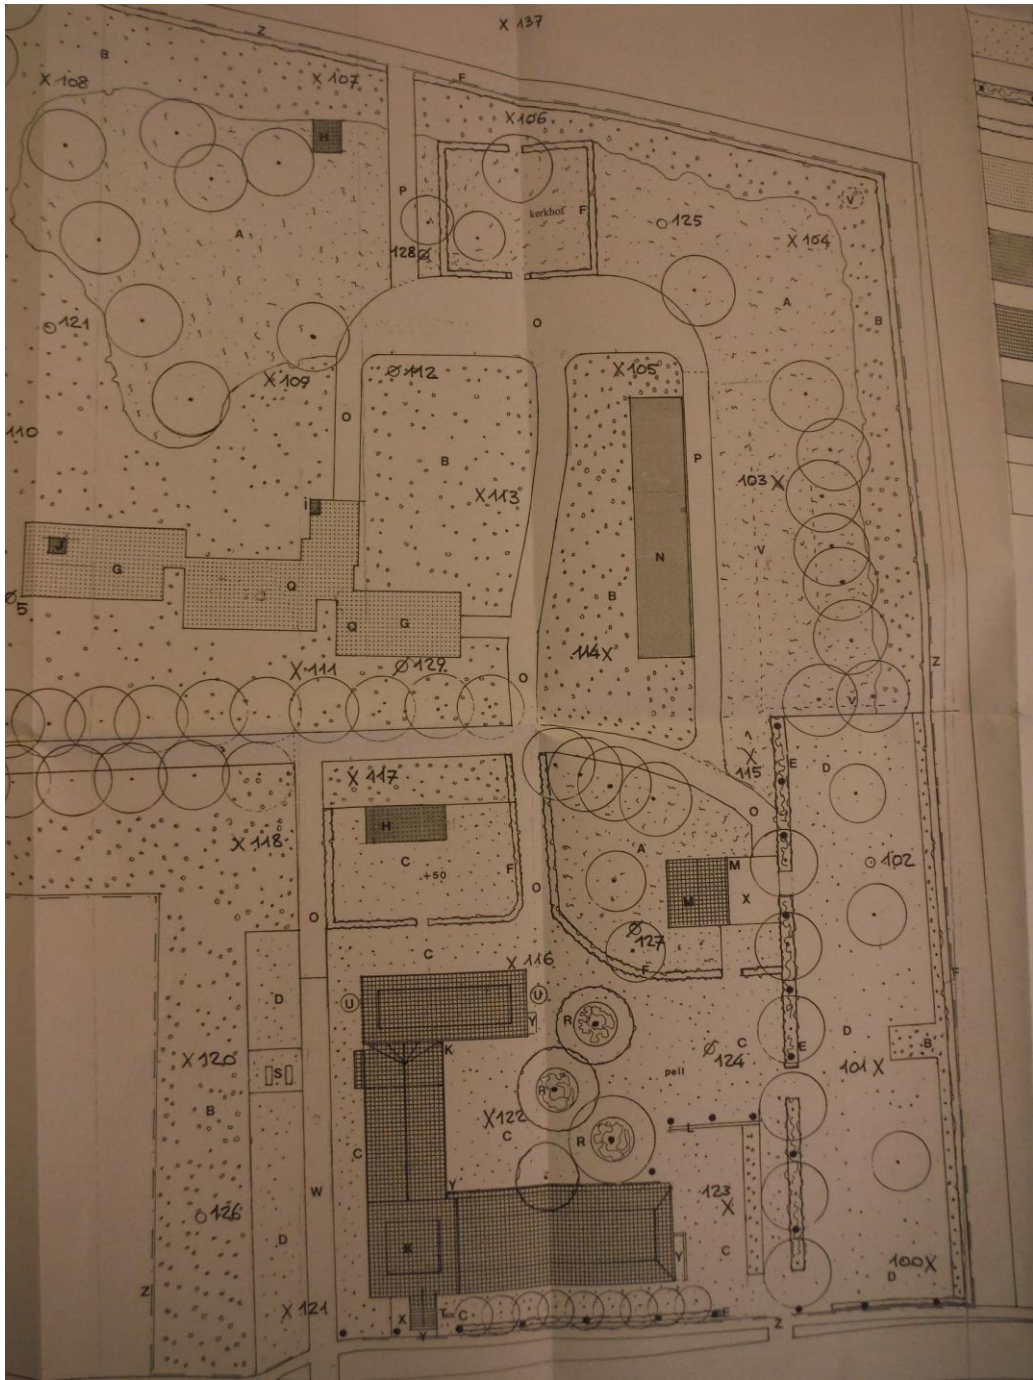 X 137
Z
B
F
X 108
X 107
X 106
H
P
kerkhof
F
V
125
X 104
A
128
A
O
B
121
112
X 105
X 109
O
110
B
P
103 X
X 113
i
J
G
Q
N
V
B
5
Q
G
114 X
X 111
129
O
Z
V
X 117
115
X
E
D
O
H
A
X 118
C
F
M
102
+50
M
O
X
O
127
C
X 116
F
D
U
U
R
Y
124
C
E
D
K
B
X 120
S
pell
101 X
R
B
X 122
C
R
L
C
W
Y
123
X
126
D
K
Y
C
100 X
D
Z
X 121
X
C
E
Y
Z